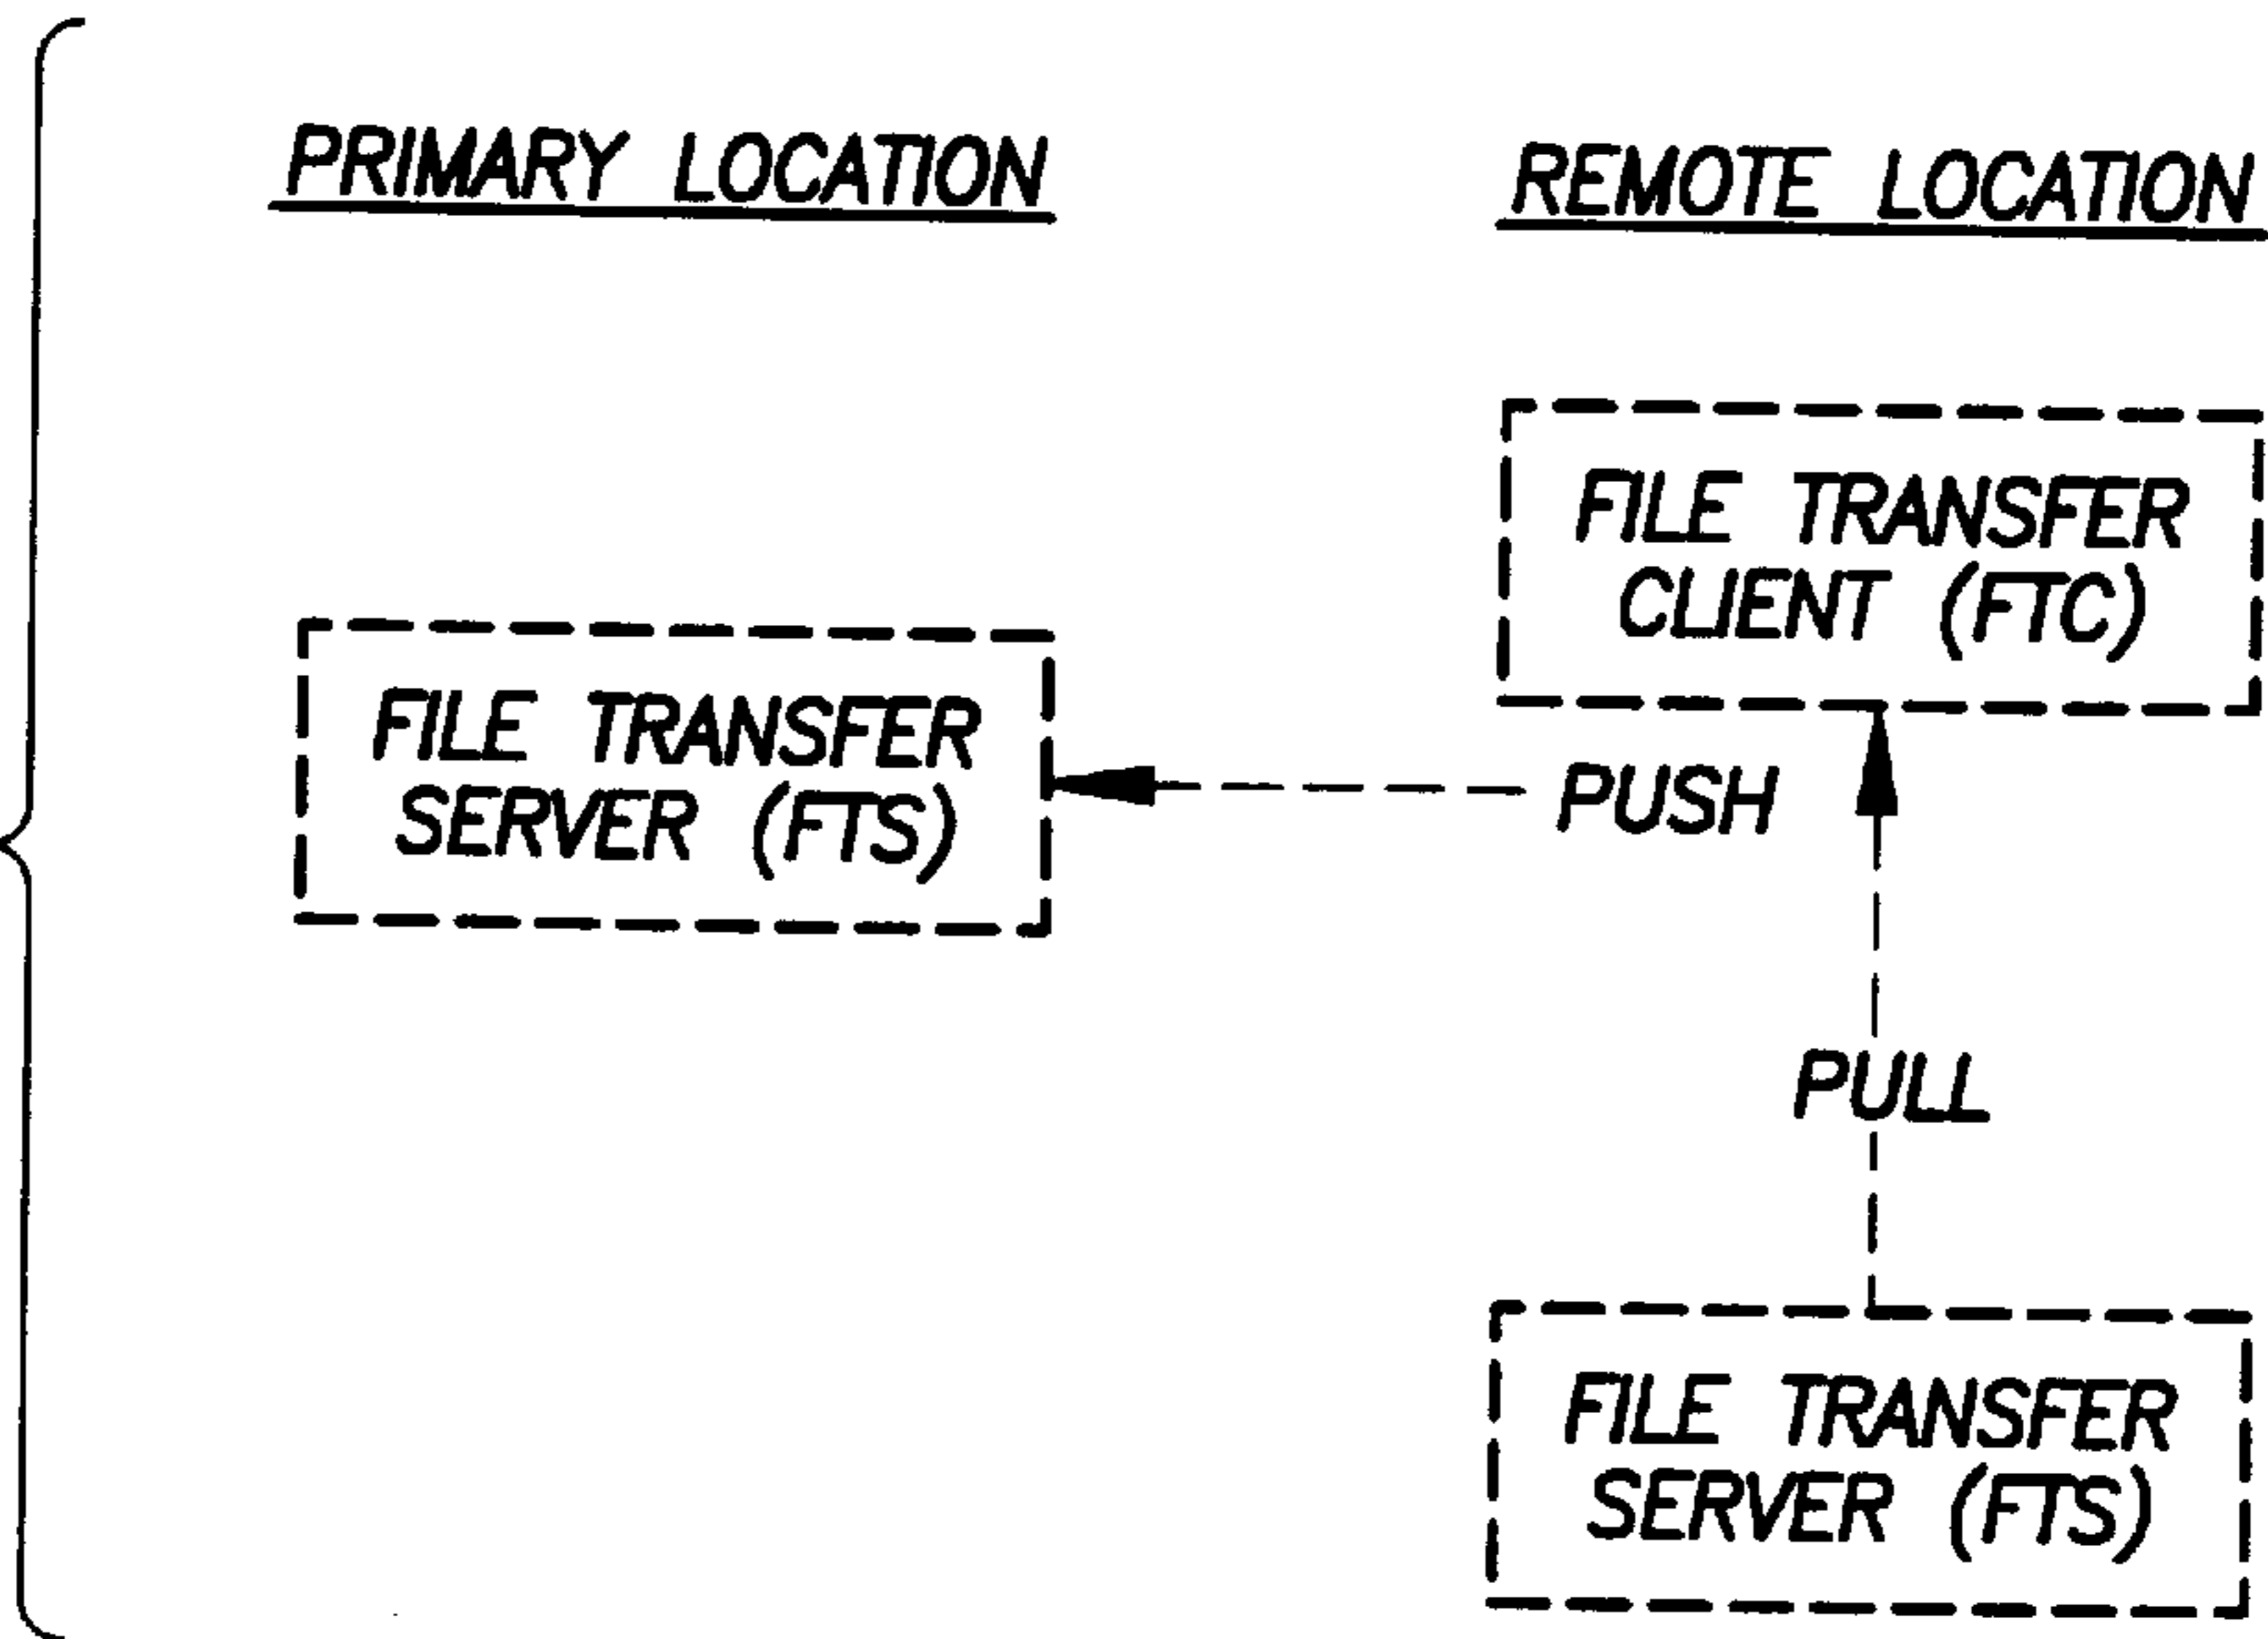 PRIMARY LOCATION
REMOTE LOCATION
FILE TRANSFER
CLIENT (FTC)
FILE TRANSFER
SERVER (FTS)
PUSH
PULL
FILE TRANSFER
SERVER (FTS)